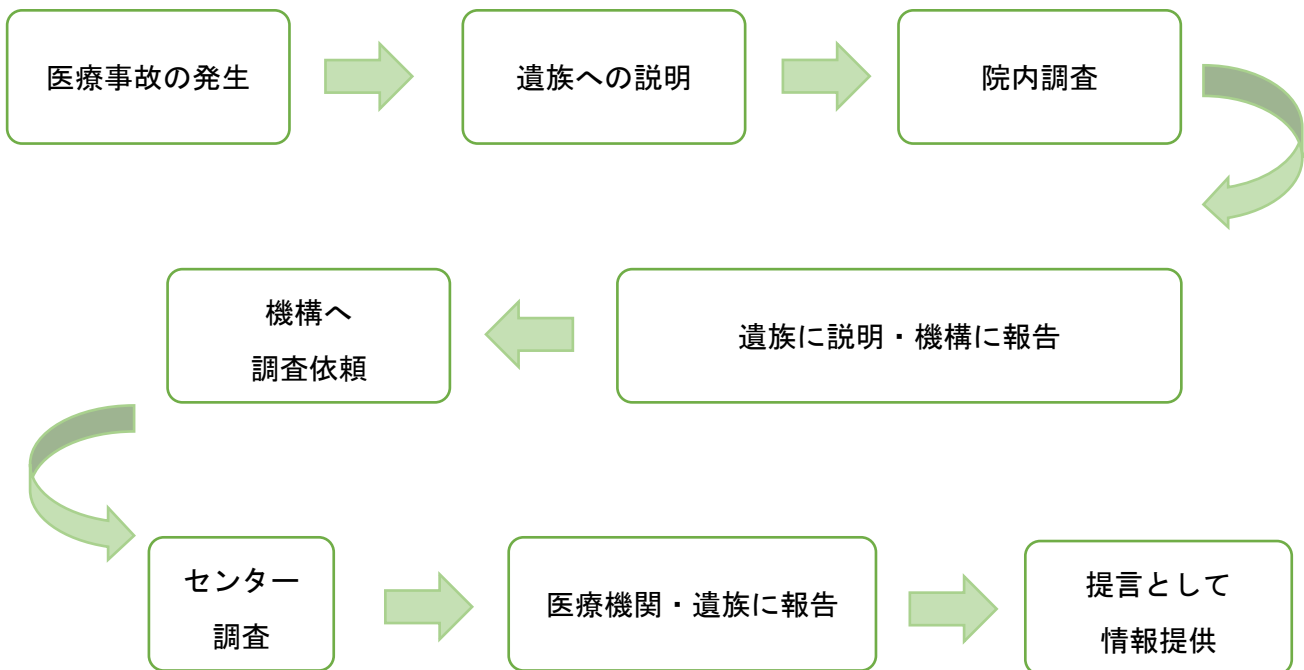 医療事故の発生
遺族への説明
院内調査
遺族に説明・機構に報告
機構へ
調査依頼
センター
調査
医療機関・遺族に報告
提言として
情報提供